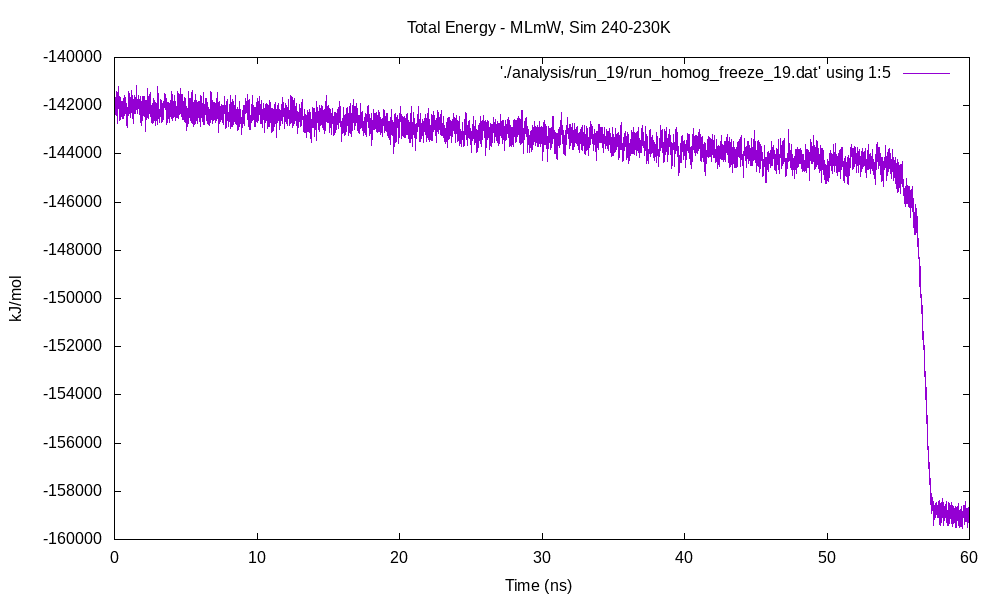 Total Energy - MLmW, Sim 240-230K
'./analysis/run_19/run_homog_freeze_19.dat' using 1:5
-140000
-142000
-144000
-146000
-148000
-150000
-152000
-154000
-156000
-158000
-160000
kJ/mol
0 10 20 30 40 50 60
Time (ns)